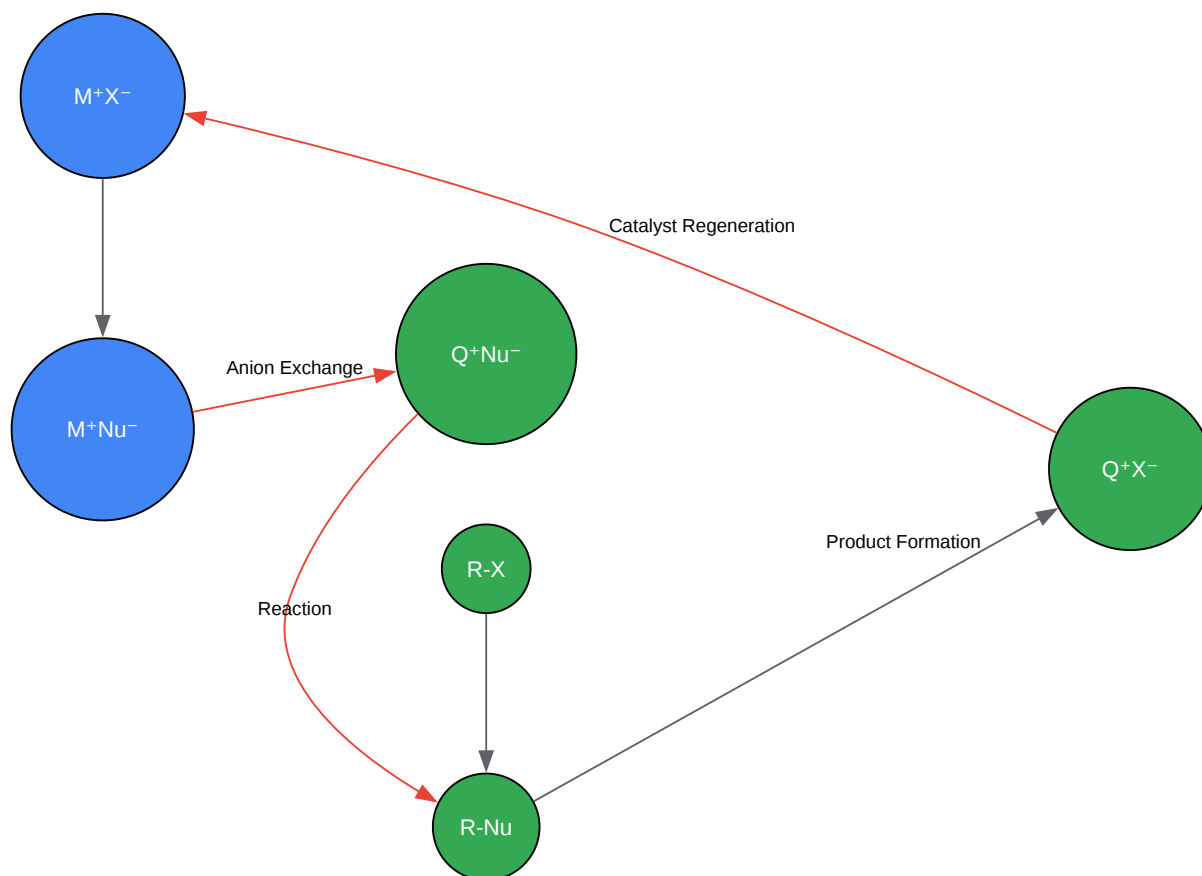 M⁺X⁻
Catalyst Regeneration
Q⁺Nu⁻
Anion Exchange
M⁺Nu⁻
Q⁺X⁻
Product Formation
R-X
Reaction
R-Nu